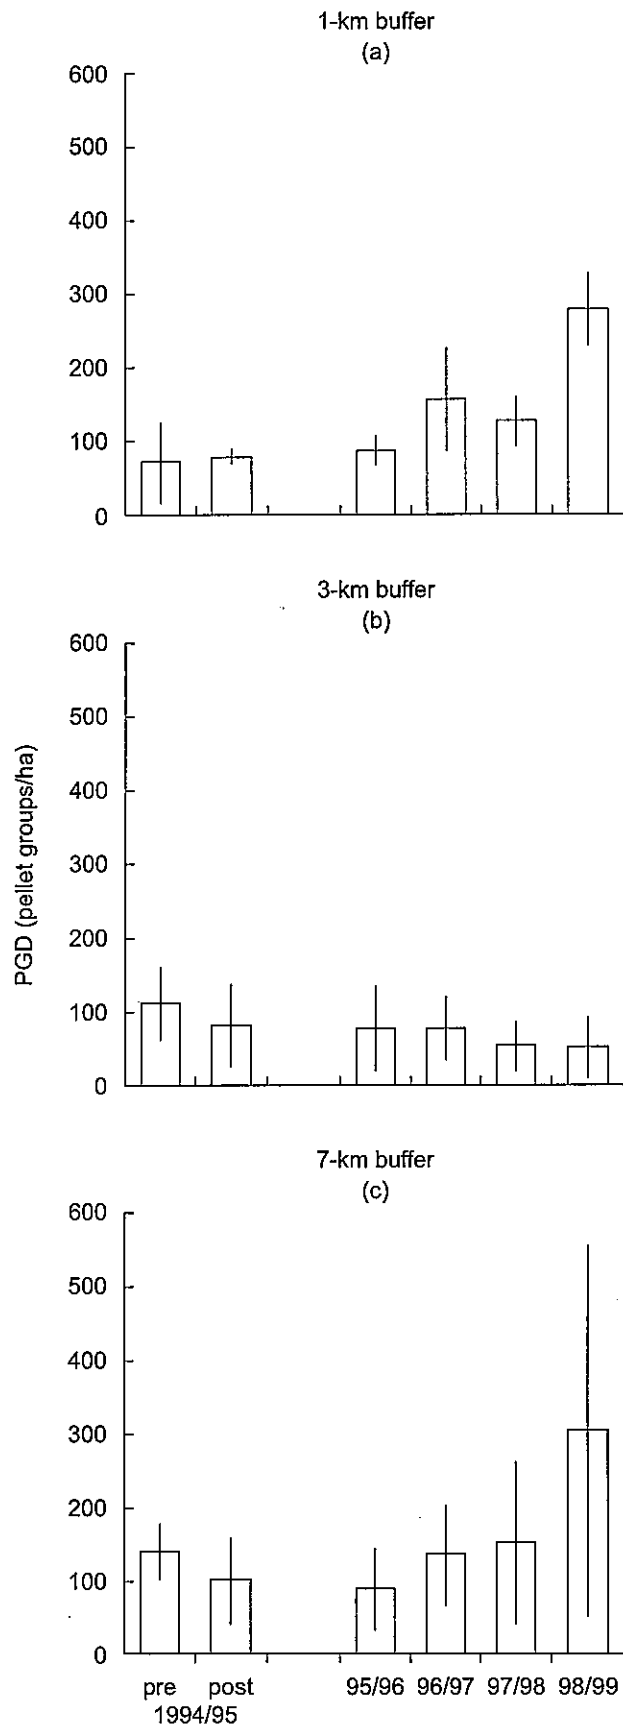 1-km buffer
(a)
600
500
400
300
200
100
0
3-km buffer
(b)
600
500
400
300
200
100
0
PGD (pellet groups/ha)
7-km buffer
(c)
600
500
400
300
200
100
0
pre post 95/96 96/97 97/98 98/99
1994/95